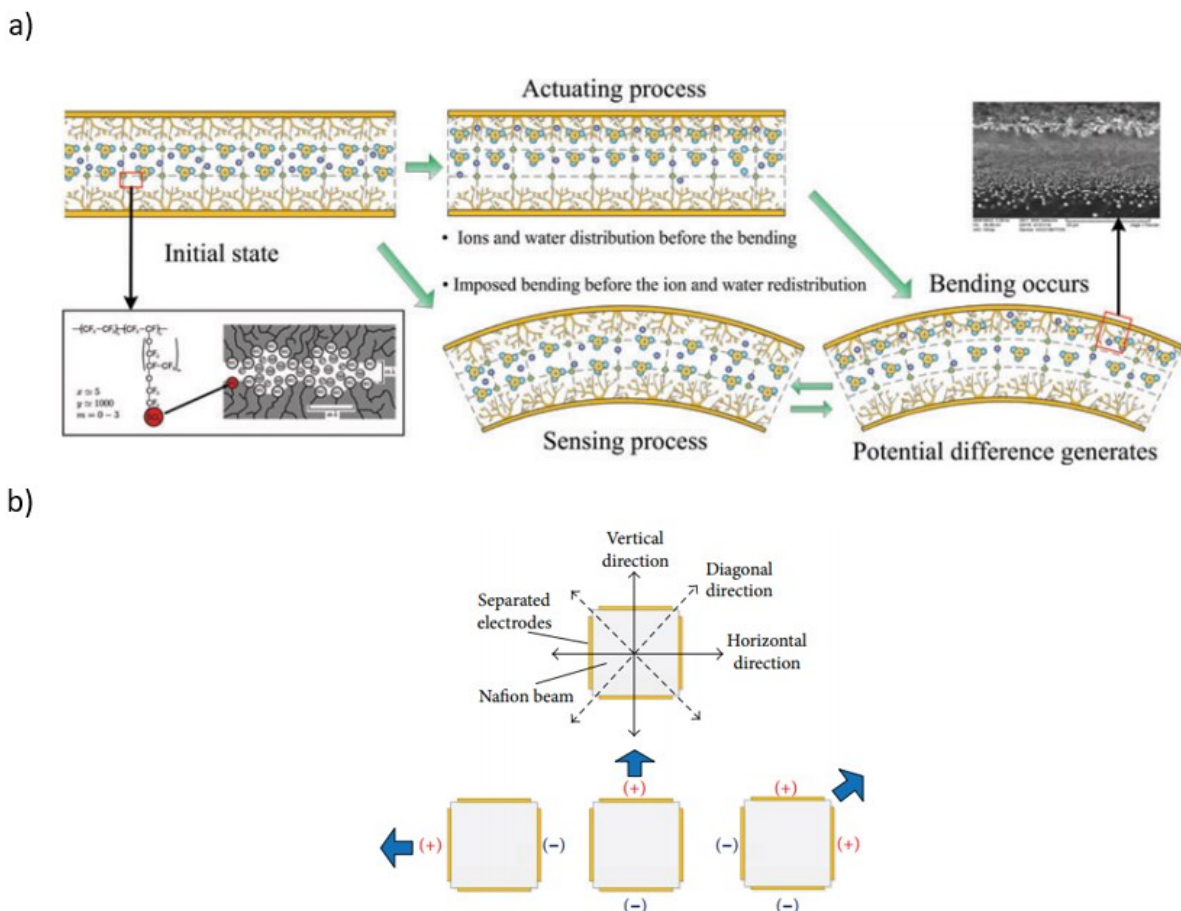 a)
Actuating process
Initial state
• Ions and water distribution before the bending
• Imposed bending before the ion and water redistribution
Bending occurs
x ≃ 5
y ≃ 1000
m = 0 − 3
Sensing process
Potential difference generates
b)
Vertical
direction
Diagonal
direction
Separated
electrodes
Horizontal
direction
Nafion beam
(+)
(+)
(+)
(−)
(−)
(+)
(−)
(−)